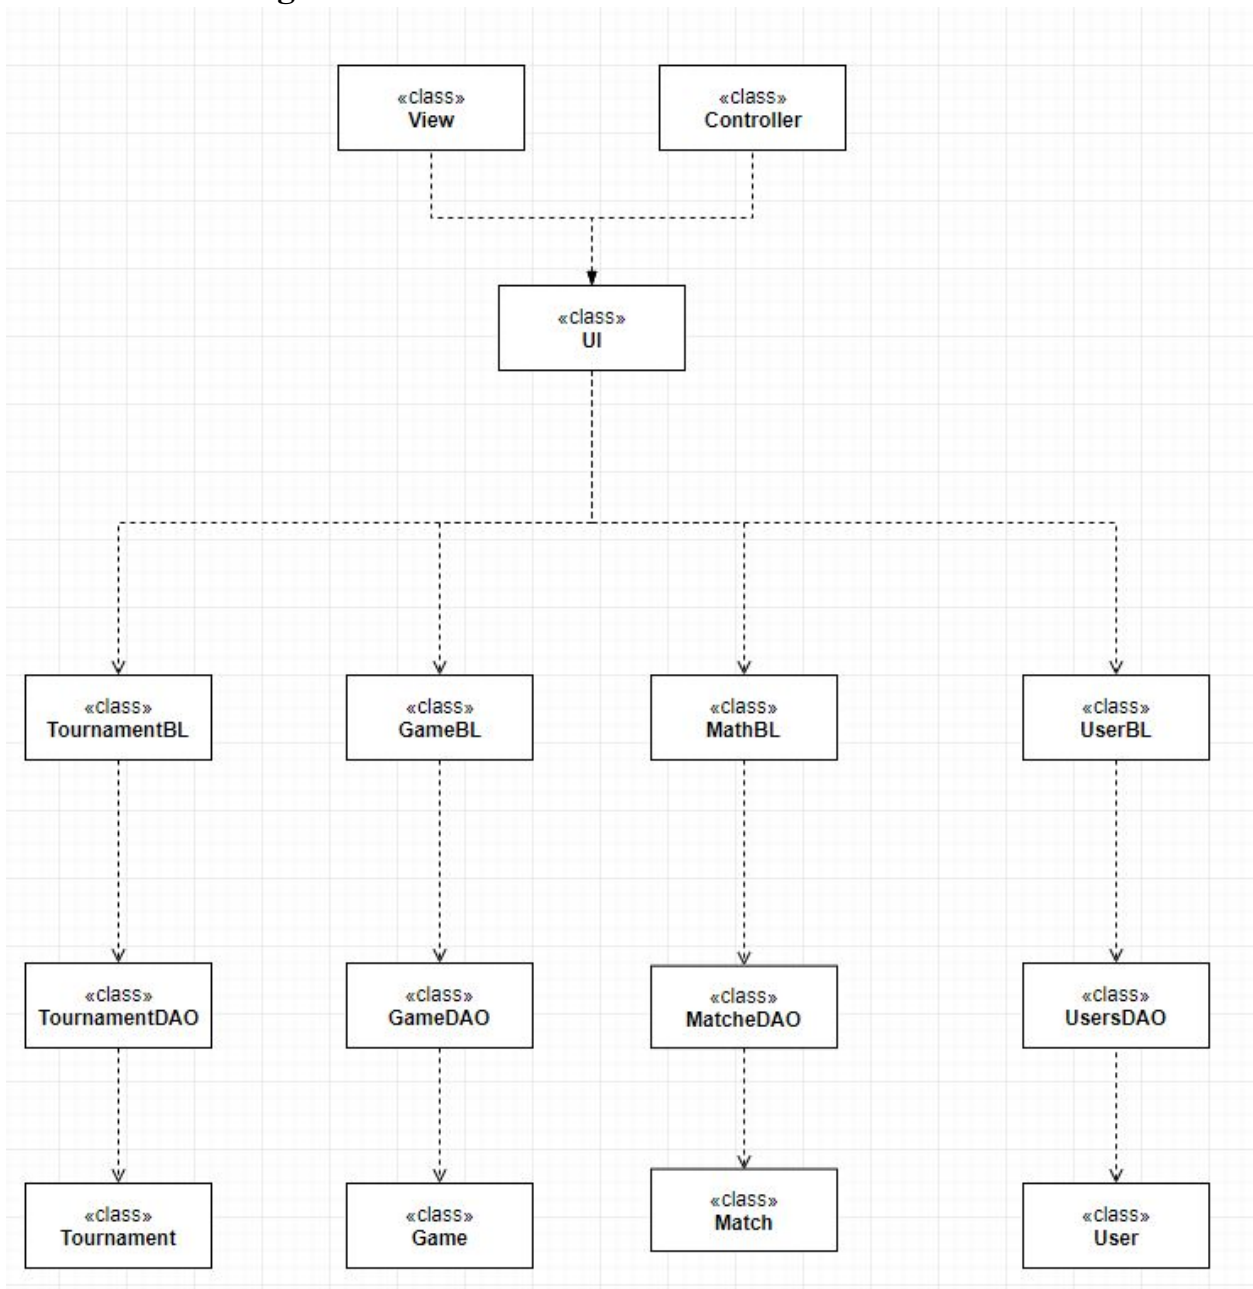 «class» «class»
View Controller
«class»
UI
«class» «class» «class» «class»
TournamentBL GameBL MathBL UserBL
«class» «class» «class» «class»
TournamentDAO GameDAO MatcheDAO UsersDAO
«class» «class» «class» «class»
Tournament Game Match User